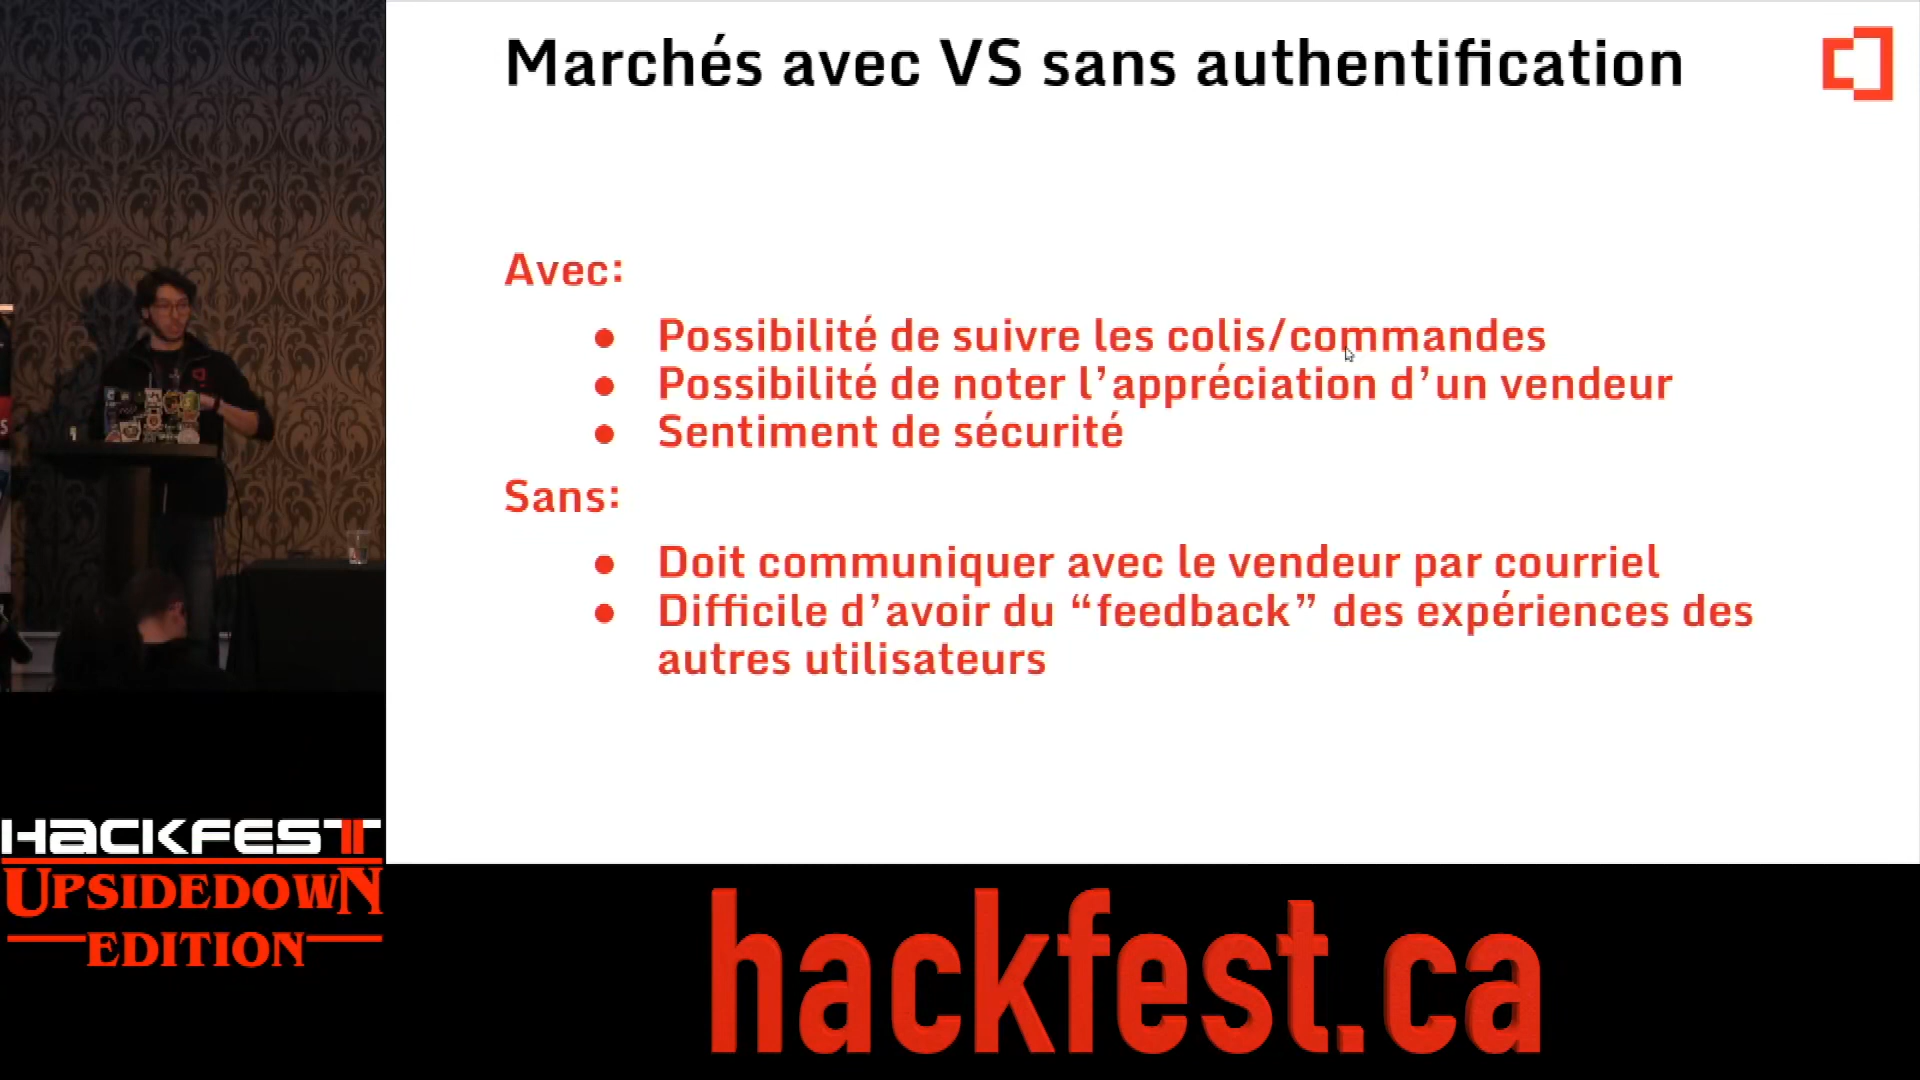 Marchés avec VS sans authentification
Avec:
● Possibilité de suivre les colis/commandes
● Possibilité de noter l’appréciation d’un vendeur
● Sentiment de sécurité
Sans:
● Doit communiquer avec le vendeur par courriel
● Difficile d’avoir du “feedback” des expériences des
autres utilisateurs
HACKFEST
UPSIDEDOWN
EDITION
hackfest.ca